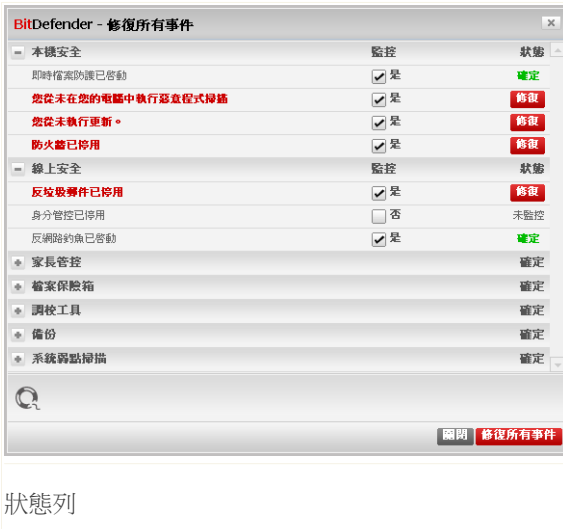 BitDefender - 修復所有事件
本機安全 監控 狀態
即時檔案防護已啟動 是 確定
您從未在您的電腦中執行惡意程式掃描 是 修復
您從未執行更新。 是 修復
防火牆已停用 是 修復
線上安全 監控 狀態
反垃圾郵件已停用 是 修復
身分管控已停用 否 未監控
反網路釣魚已啟動 是 確定
家長管控 確定
檔案保險箱 確定
調校工具 確定
備份 確定
系統弱點掃描 確定
關閉 修復所有事件
狀態列